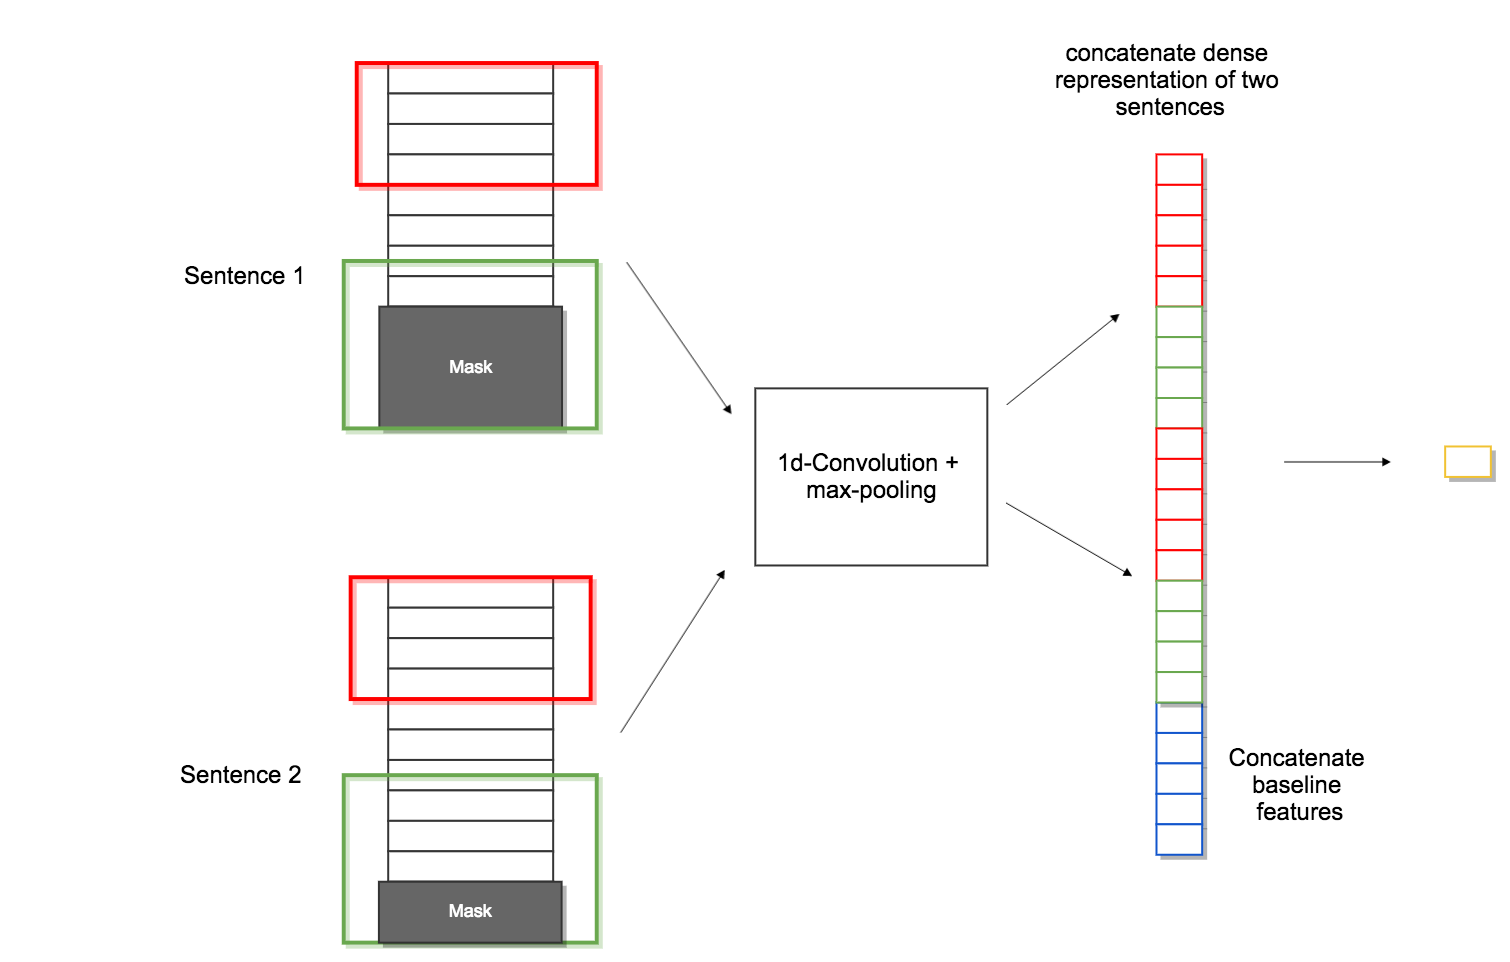 concatenate dense
representation of two
sentences
Sentence 1
Mask
1d-Convolution +
max-pooling
Sentence 2
Concatenate
baseline
features
Mask